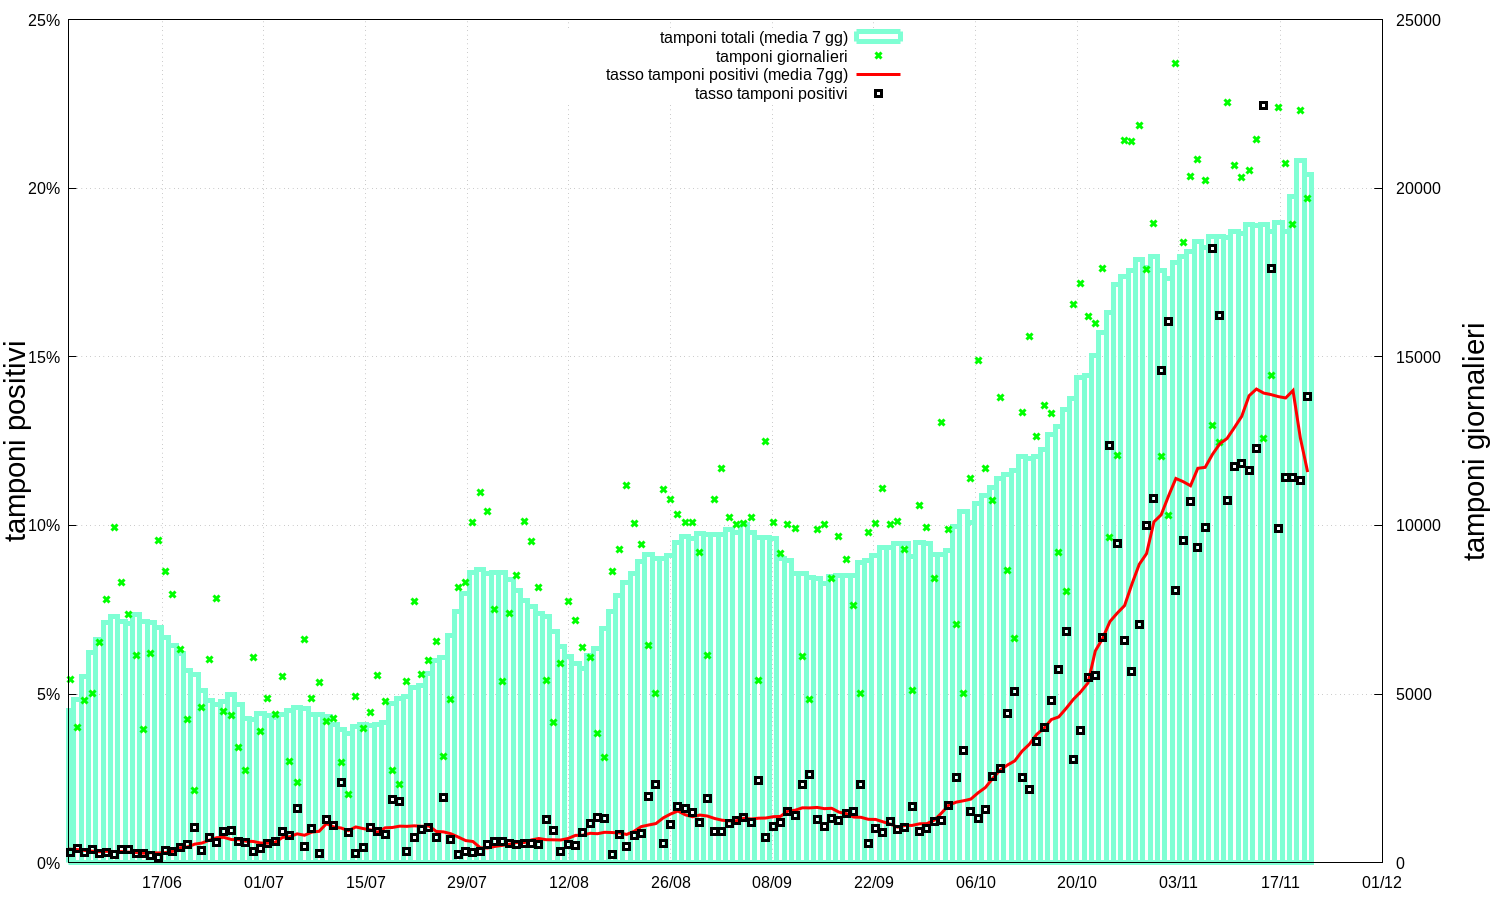 tamponi totali (media 7 gg)
tamponi giornalieri
tasso tamponi positivi (media 7gg)
tasso tamponi positivi
tamponi positivi
25%
20%
15%
10%
5%
0%
25000
20000
15000
10000
5000
0
tamponi giornalieri
17/06 01/07 15/07 29/07 12/08 26/08 08/09 22/09 06/10 20/10 03/11 17/11 01/12